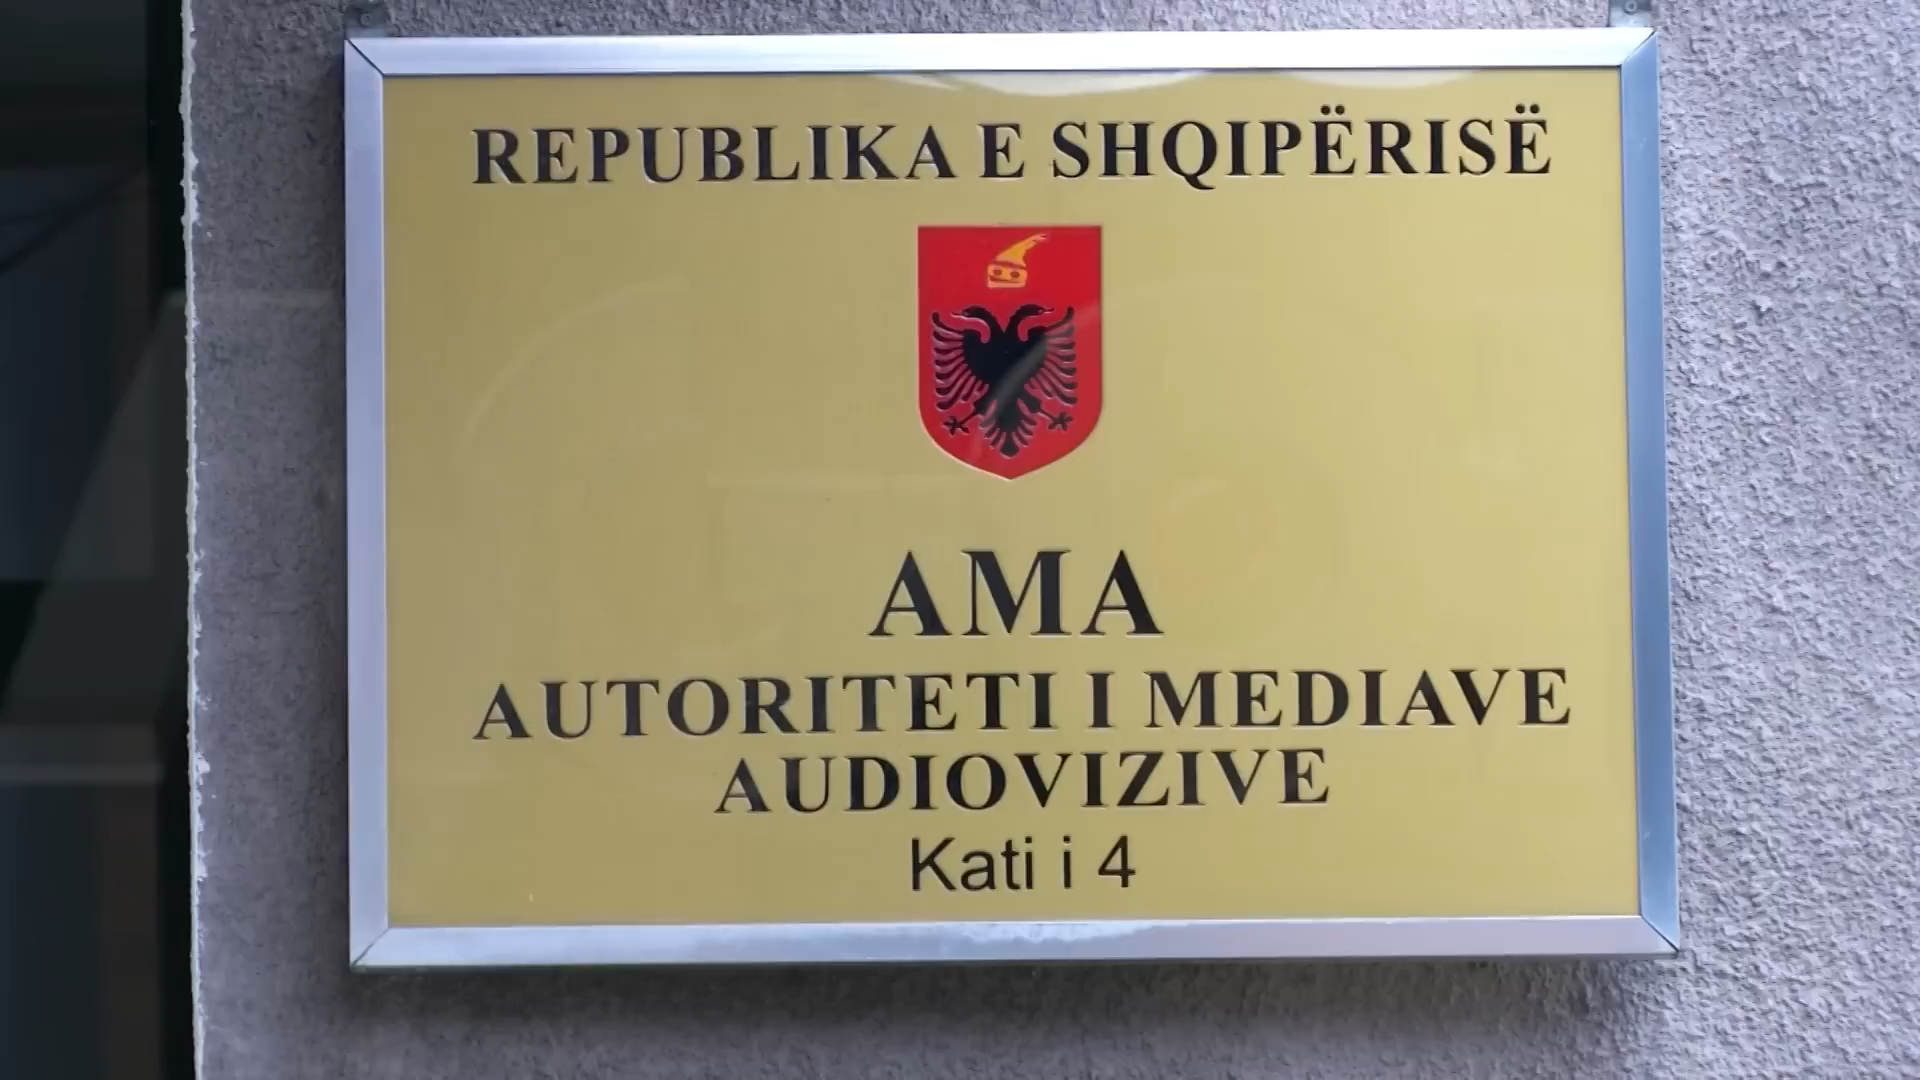 REPUBLIKA E SHQIPËRISË
AMA
AUTORITETI I MEDIAVE
AUDIOVIZIVE
Kati i 4